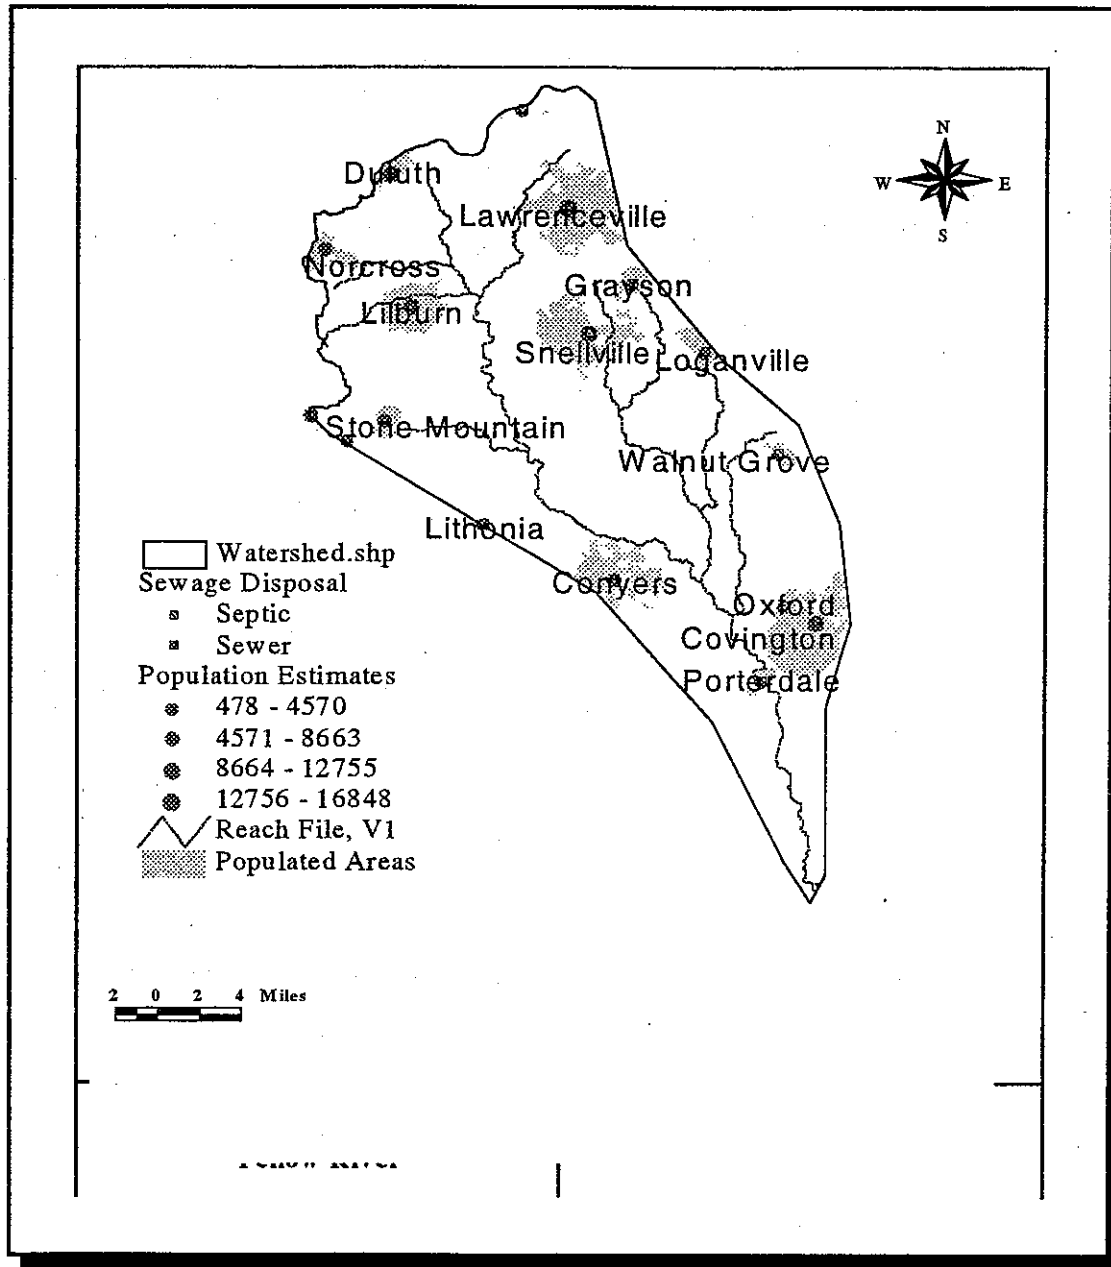 N
W E
S
Duluth
Lawrenceville
Norcross
Grayson
Lilburn
Snellville
Loganville
Stone Mountain
Walnut Grove
Lithonia
Conyers
Oxford
Covington
Porterdale
Watershed.shp
Sewage Disposal
Septic
Sewer
Population Estimates
478 - 4570
4571 - 8663
8664 - 12755
12756 - 16848
Reach File, V1
Populated Areas
2 0 2 4 Miles